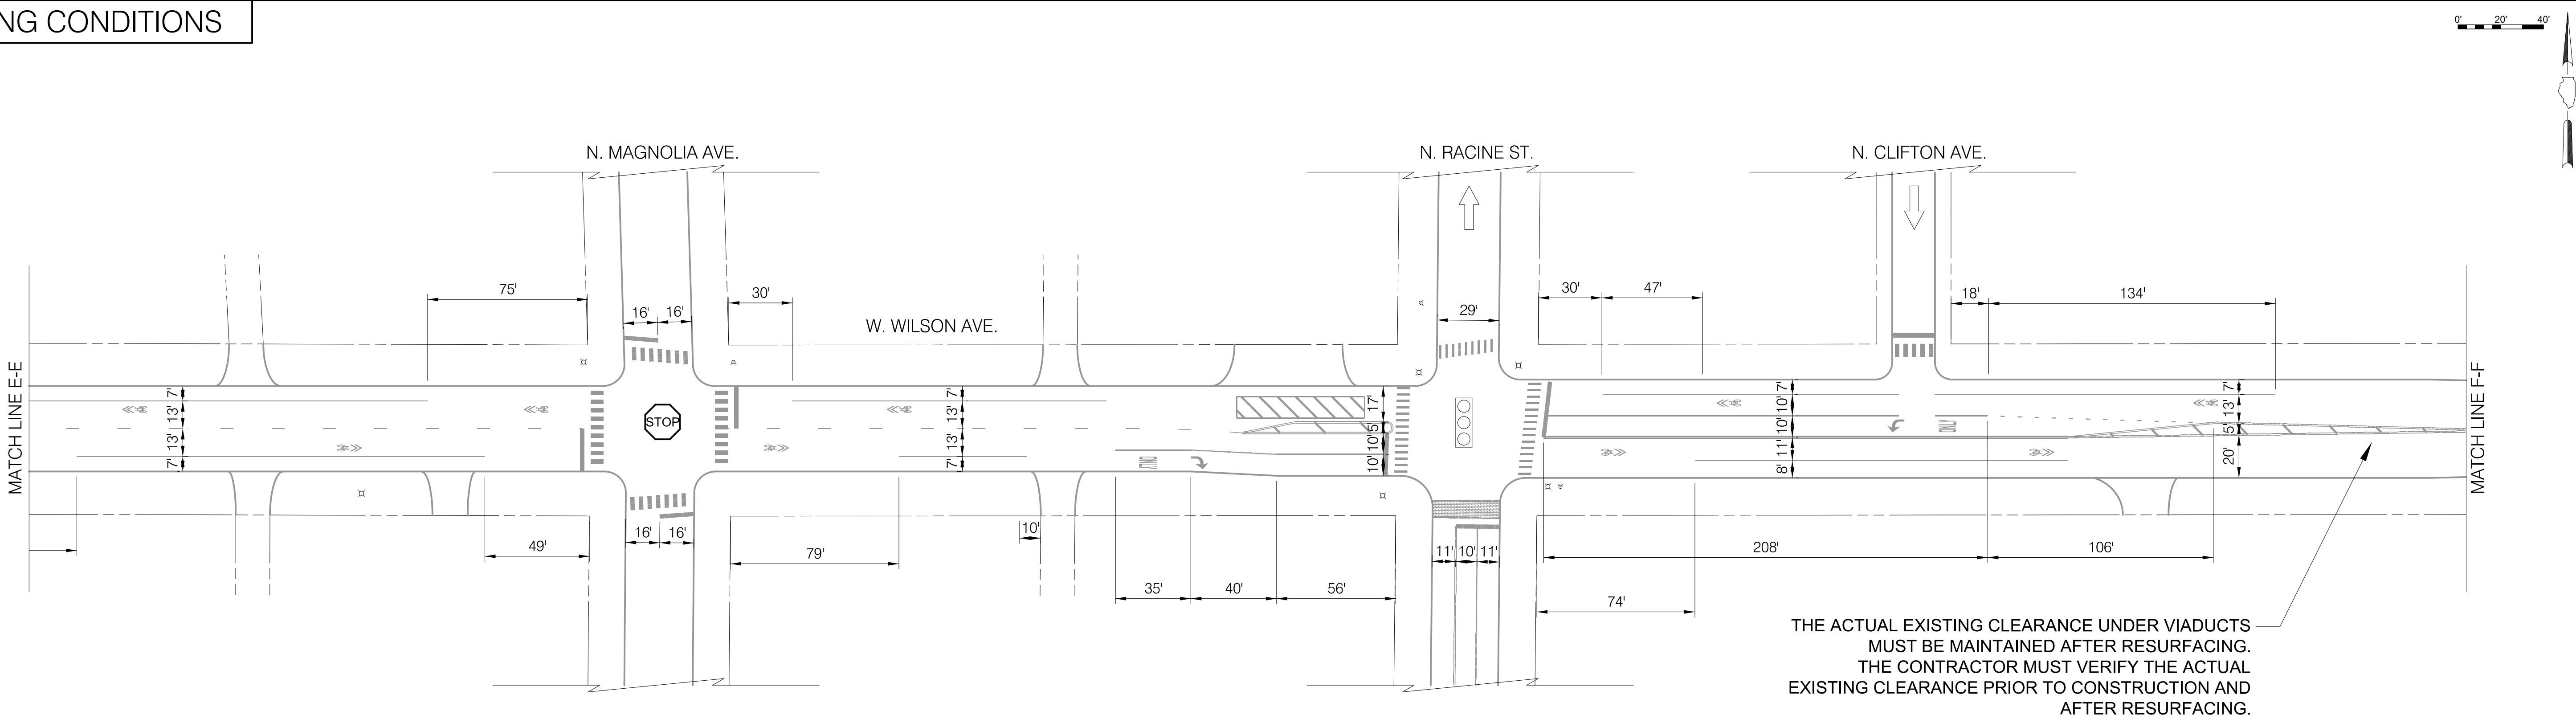 NG CONDITIONS
0' 20' 40'
N. MAGNOLIA AVE.
N. RACINE ST.
N. CLIFTON AVE.
W. WILSON AVE.
MATCH LINE E-E
MATCH LINE F-F
75'
30'
30'
47'
18'
134'
16' 16'
29'
7'
13'
13'
7'
STOP
7'
13'
13'
7'
17'
5'
10'
10'
7'
10'
10'
11'
8'
7'
13'
5'
20'
ONLY
ONLY
16' 16'
10'
11' 10' 11'
49'
79'
208'
106'
35'
40'
56'
74'
THE ACTUAL EXISTING CLEARANCE UNDER VIADUCTS
MUST BE MAINTAINED AFTER RESURFACING.
THE CONTRACTOR MUST VERIFY THE ACTUAL
EXISTING CLEARANCE PRIOR TO CONSTRUCTION AND
AFTER RESURFACING.